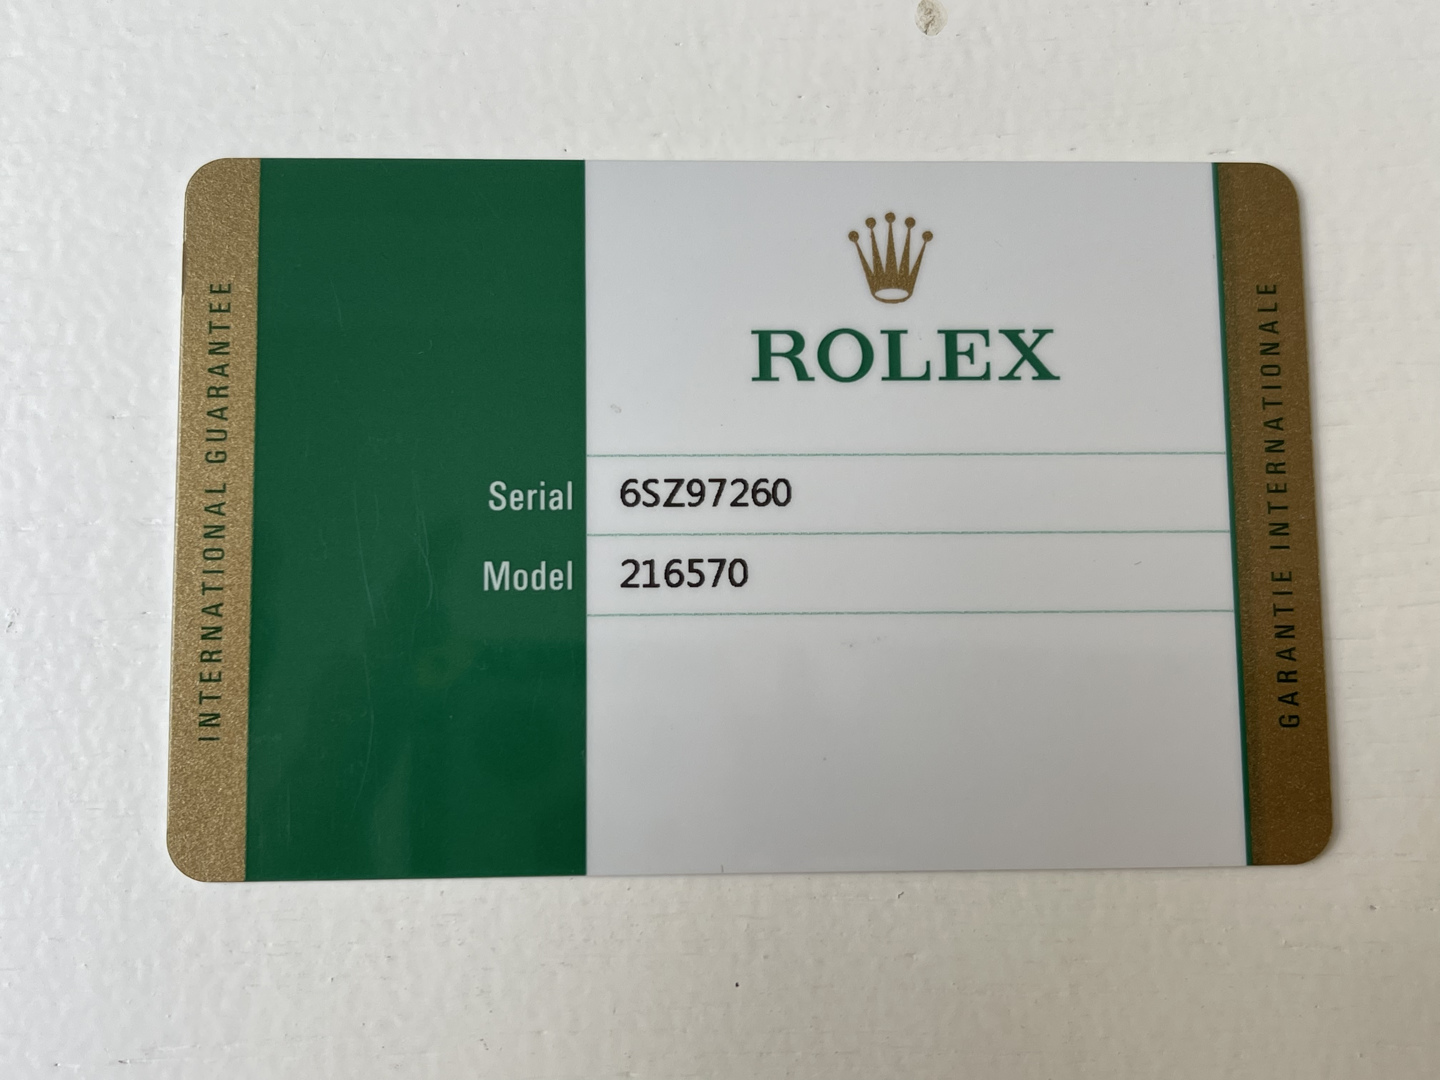 INTERNATIONAL GUARANTEE
ROLEX
Serial 6SZ97260
Model 216570
GARANTIE INTERNATIONALE